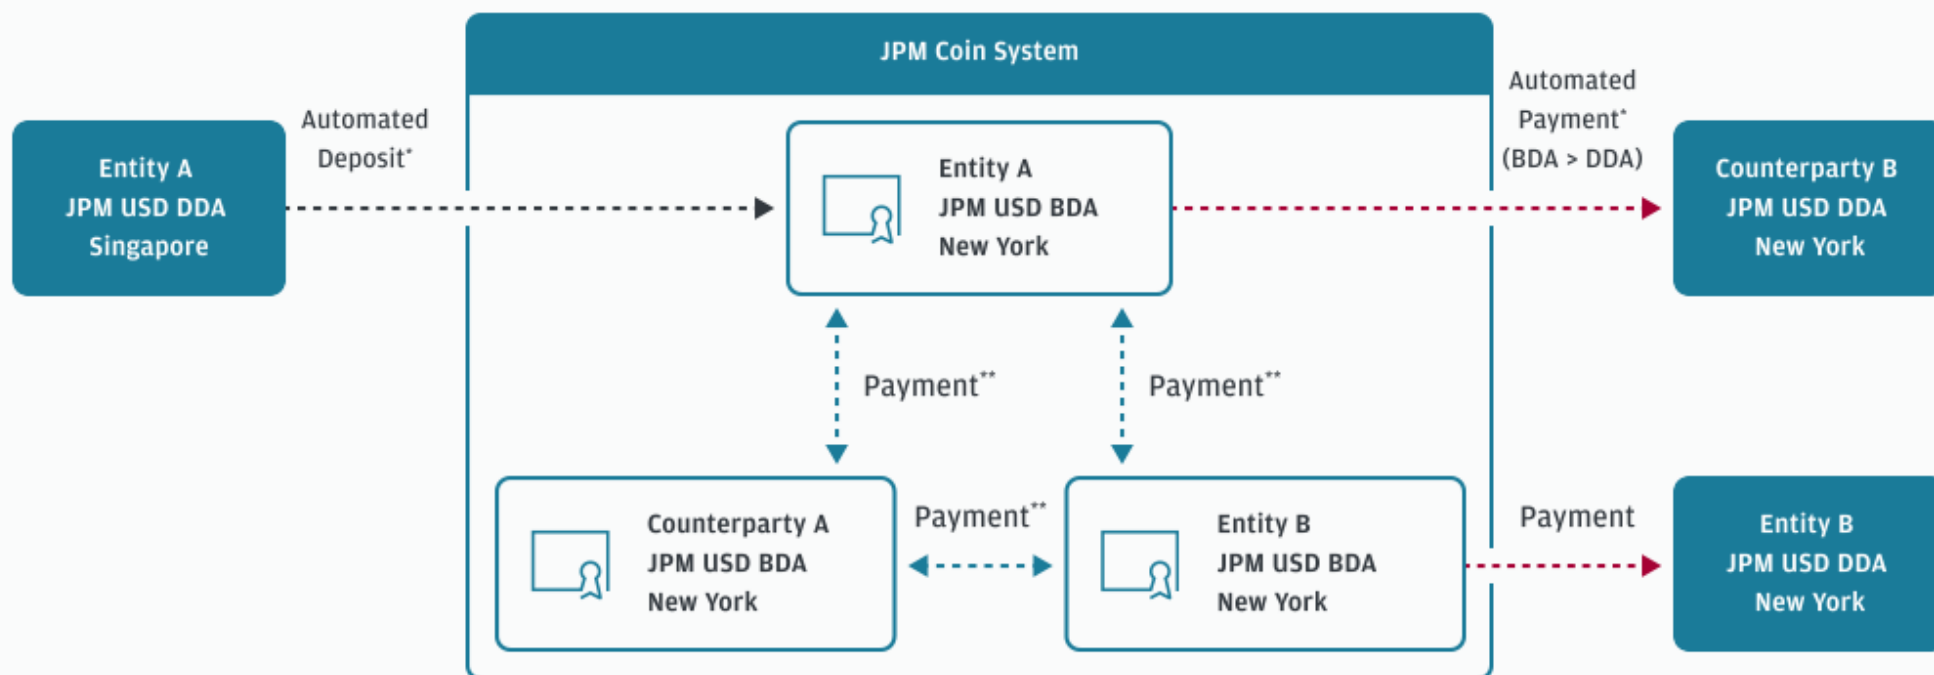 JPM Coin System
Entity A
JPM USD DDA
Singapore
Automated
Deposit*
Entity A
JPM USD BDA
New York
Automated
Payment*
(BDA > DDA)
Counterparty B
JPM USD DDA
New York
Payment**
Payment**
Counterparty A
JPM USD BDA
New York
Payment**
Entity B
JPM USD BDA
New York
Payment
Entity B
JPM USD DDA
New York